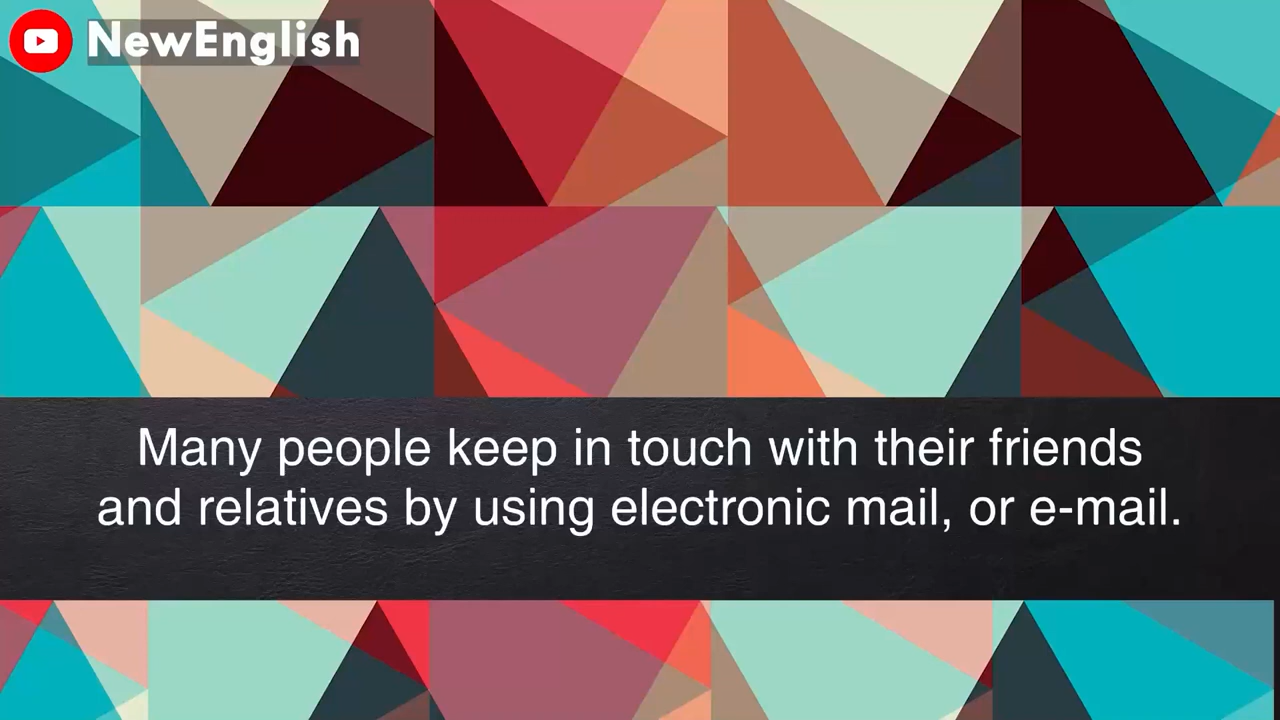 NewEnglish
Many people keep in touch with their friends
and relatives by using electronic mail, or e-mail.